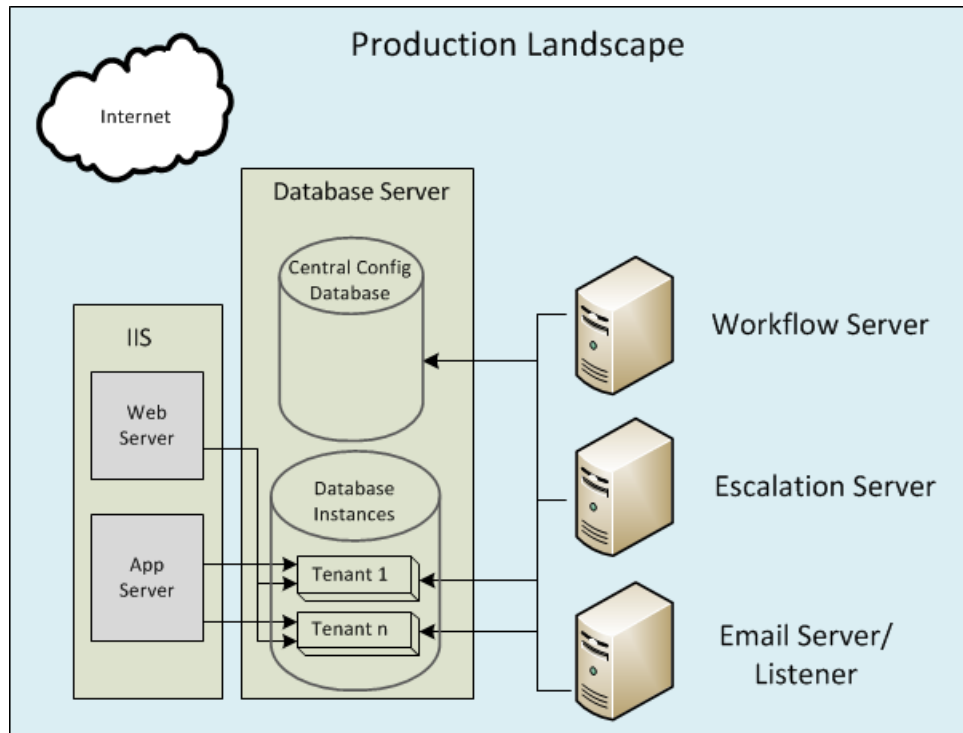 Production Landscape
Internet
Database Server
Central Config
Database
IIS
Web
Server
App
Server
Database
Instances
Tenant 1
Tenant n
Workflow Server
Escalation Server
Email Server/
Listener